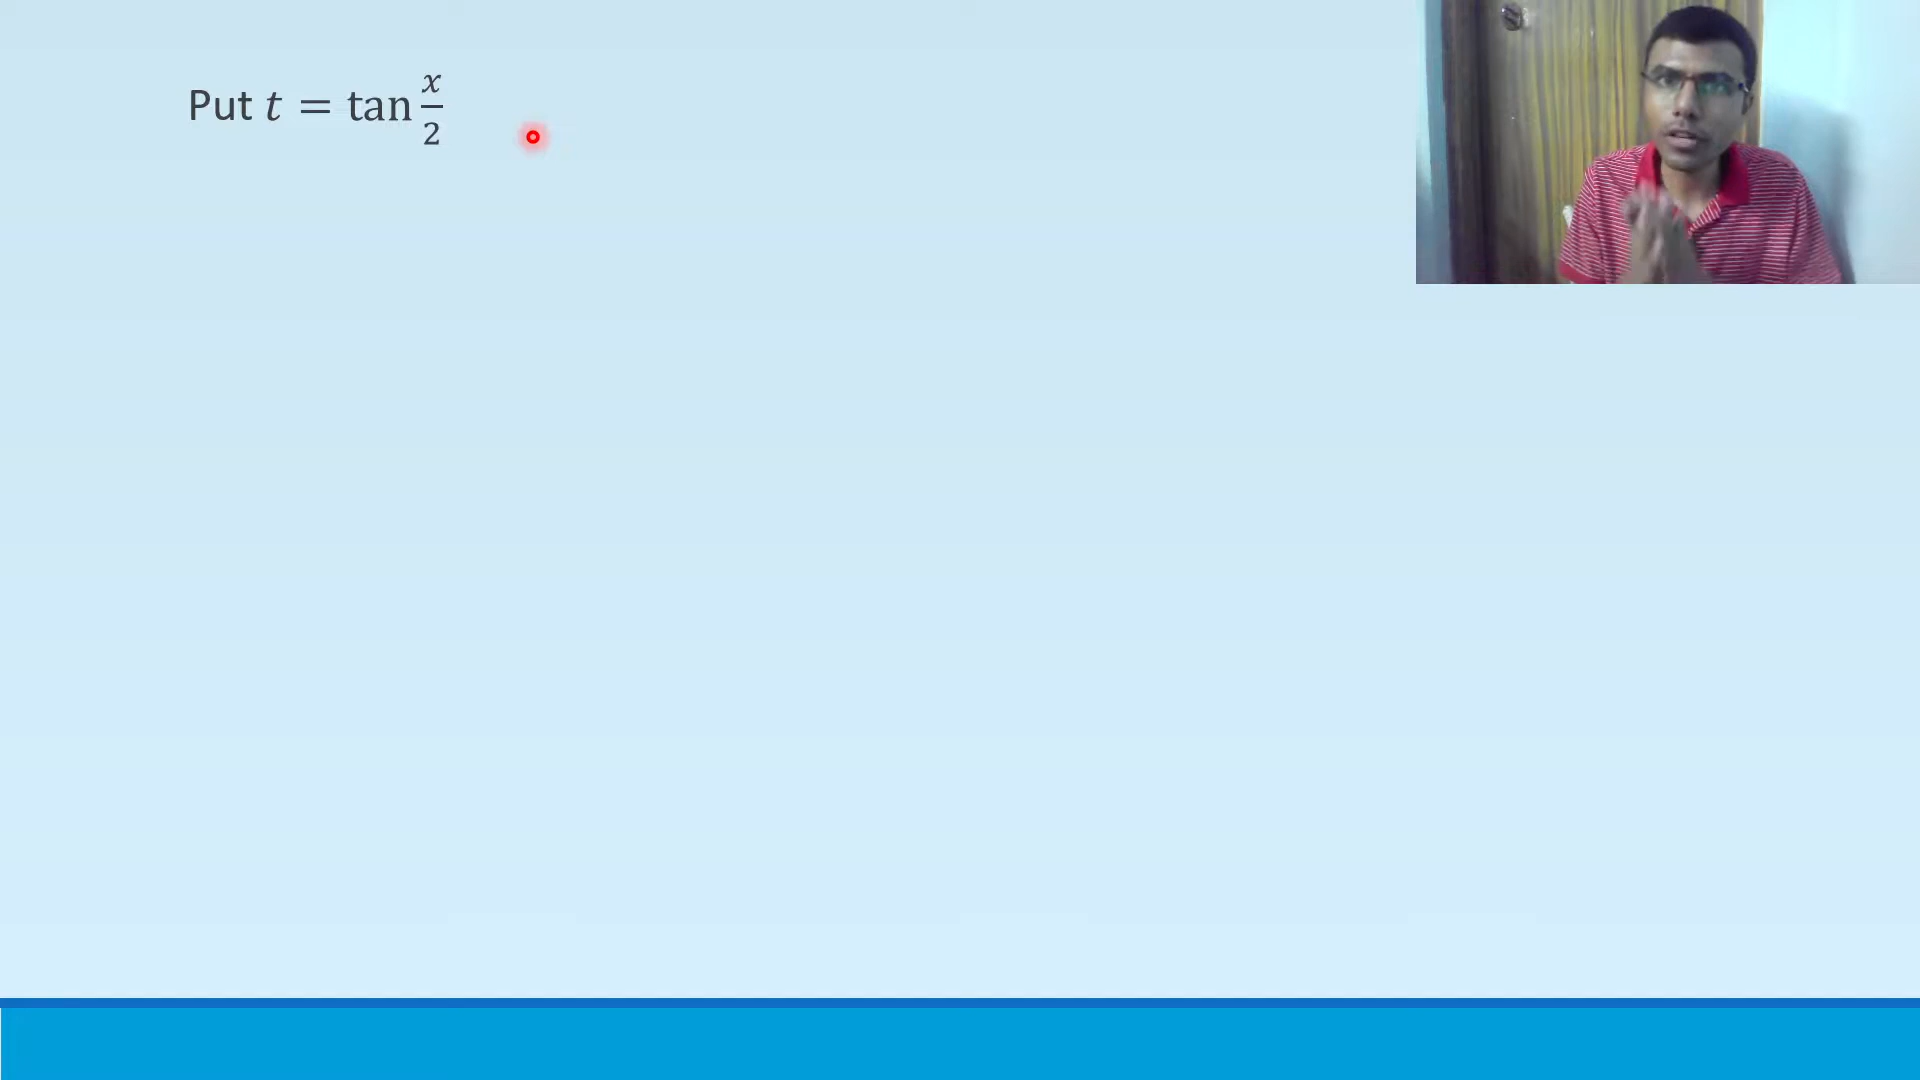 Put t = tan x/2